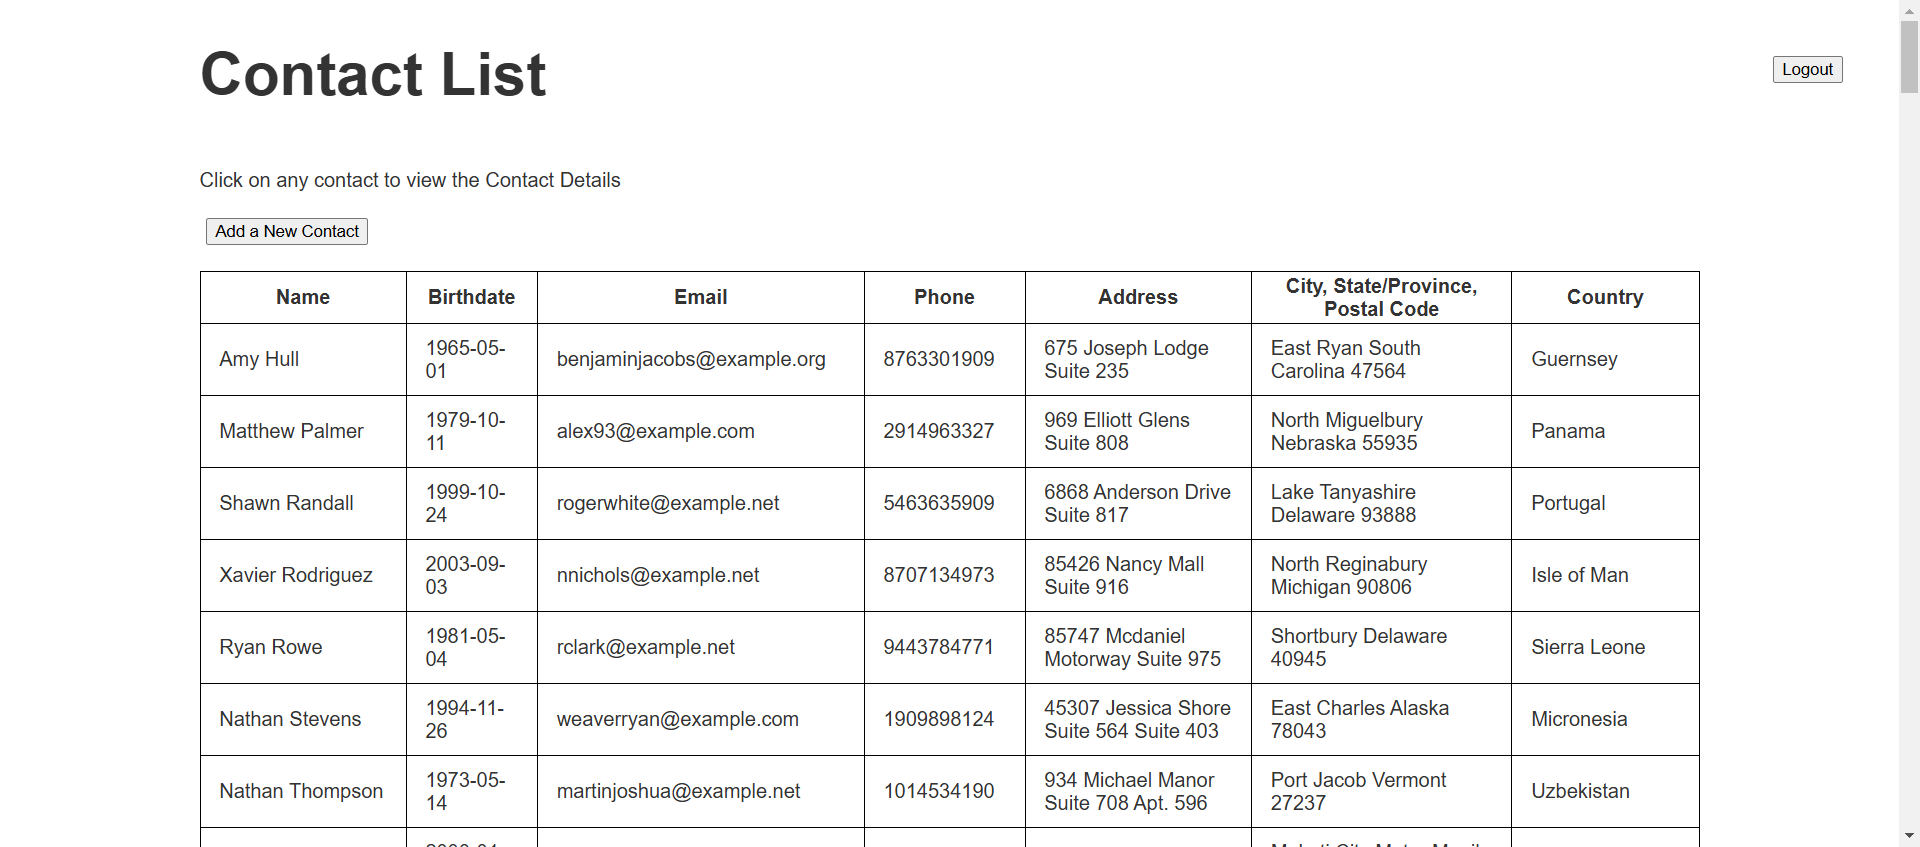 Contact List
Logout
Click on any contact to view the Contact Details
Add a New Contact
Name Birthdate Email Phone Address City, State/Province, Postal Code Country
Amy Hull 1965-05-01 benjaminjacobs@example.org 8763301909 675 Joseph Lodge Suite 235 East Ryan South Carolina 47564 Guernsey
Matthew Palmer 1979-10-11 alex93@example.com 2914963327 969 Elliott Glens Suite 808 North Miguelbury Nebraska 55935 Panama
Shawn Randall 1999-10-24 rogerwhite@example.net 5463635909 6868 Anderson Drive Suite 817 Lake Tanyashire Delaware 93888 Portugal
Xavier Rodriguez 2003-09-03 nnichols@example.net 8707134973 85426 Nancy Mall Suite 916 North Reginabury Michigan 90806 Isle of Man
Ryan Rowe 1981-05-04 rclark@example.net 9443784771 85747 Mcdaniel Motorway Suite 975 Shortbury Delaware 40945 Sierra Leone
Nathan Stevens 1994-11-26 weaverryan@example.com 1909898124 45307 Jessica Shore Suite 564 Suite 403 East Charles Alaska 78043 Micronesia
Nathan Thompson 1973-05-14 martinjoshua@example.net 1014534190 934 Michael Manor Suite 708 Apt. 596 Port Jacob Vermont 27237 Uzbekistan